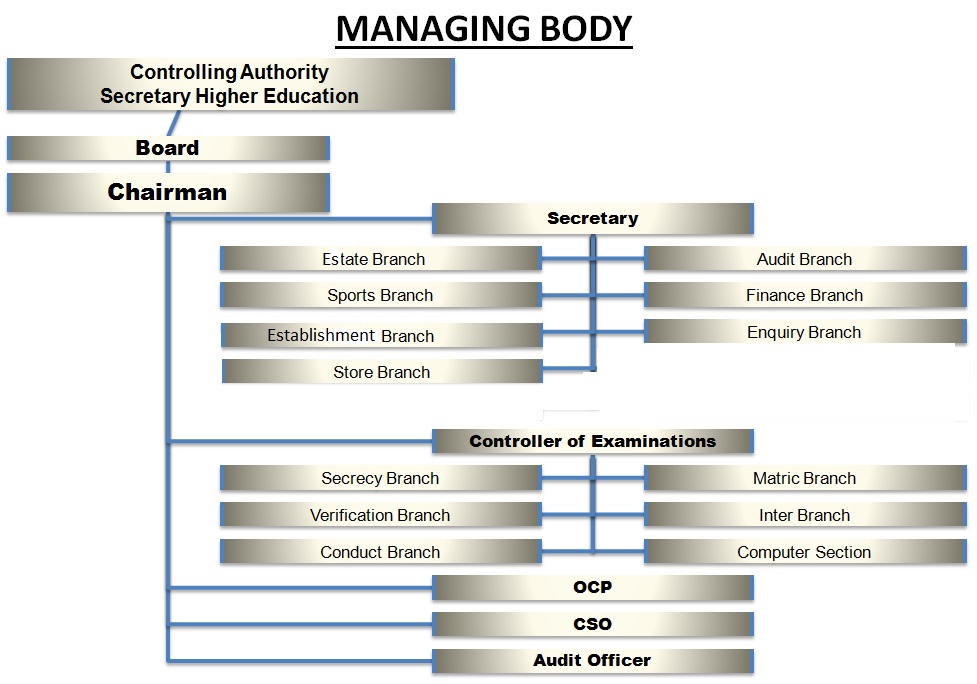 MANAGING BODY
Controlling Authority
Secretary Higher Education
Board
Chairman
Secretary
Estate Branch
Audit Branch
Sports Branch
Finance Branch
Establishment Branch
Enquiry Branch
Store Branch
Controller of Examinations
Secrecy Branch
Matric Branch
Verification Branch
Inter Branch
Conduct Branch
Computer Section
OCP
CSO
Audit Officer